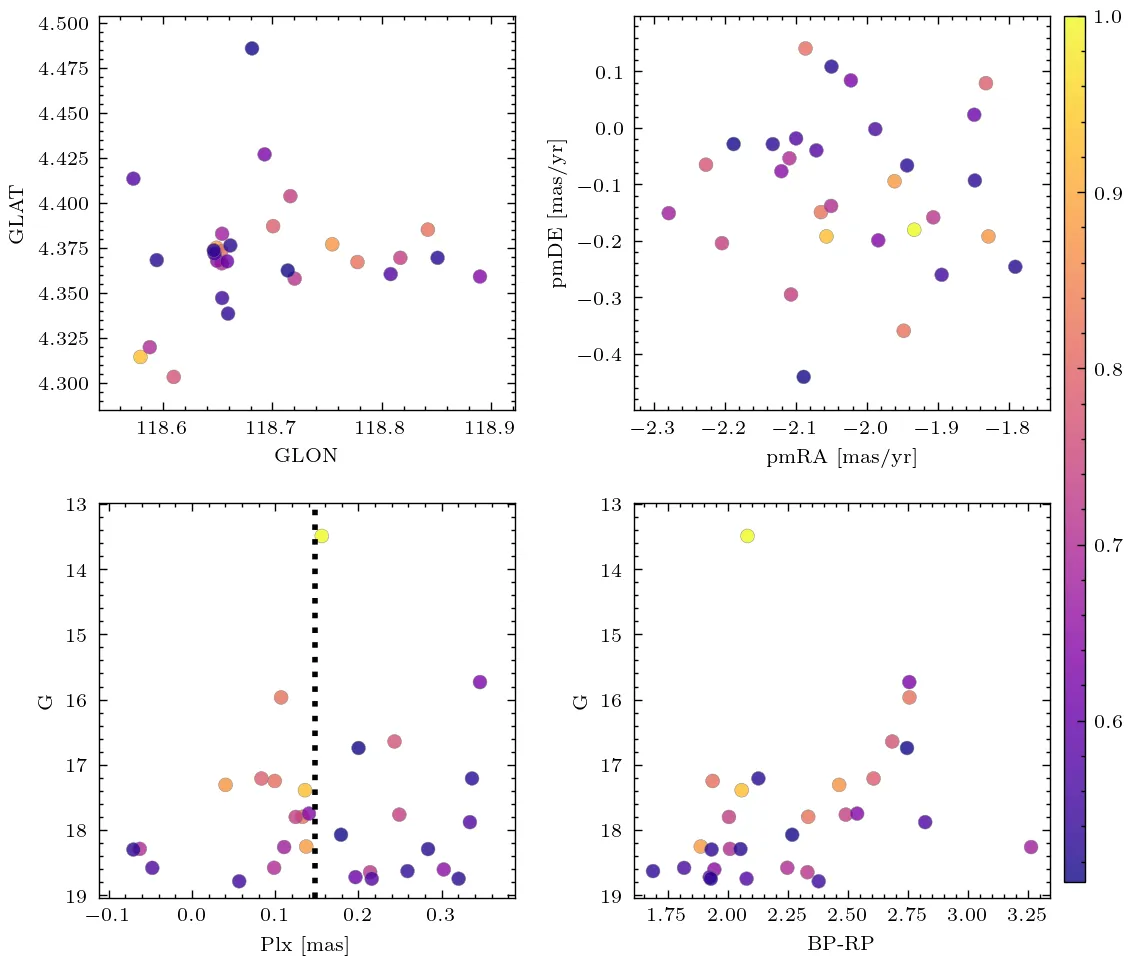 4.500
4.475
4.450
4.425
4.400
4.375
4.350
4.325
4.300
GLAT
118.6 118.7 118.8 118.9
GLON
0.1
0.0
−0.1
−0.2
−0.3
−0.4
pmDE [mas/yr]
−2.3 −2.2 −2.1 −2.0 −1.9 −1.8
pmRA [mas/yr]
1.0
0.9
0.8
0.7
0.6
13
14
15
16
17
18
19
G
−0.1 0.0 0.1 0.2 0.3
Plx [mas]
13
14
15
16
17
18
19
G
1.75 2.00 2.25 2.50 2.75 3.00 3.25
BP-RP